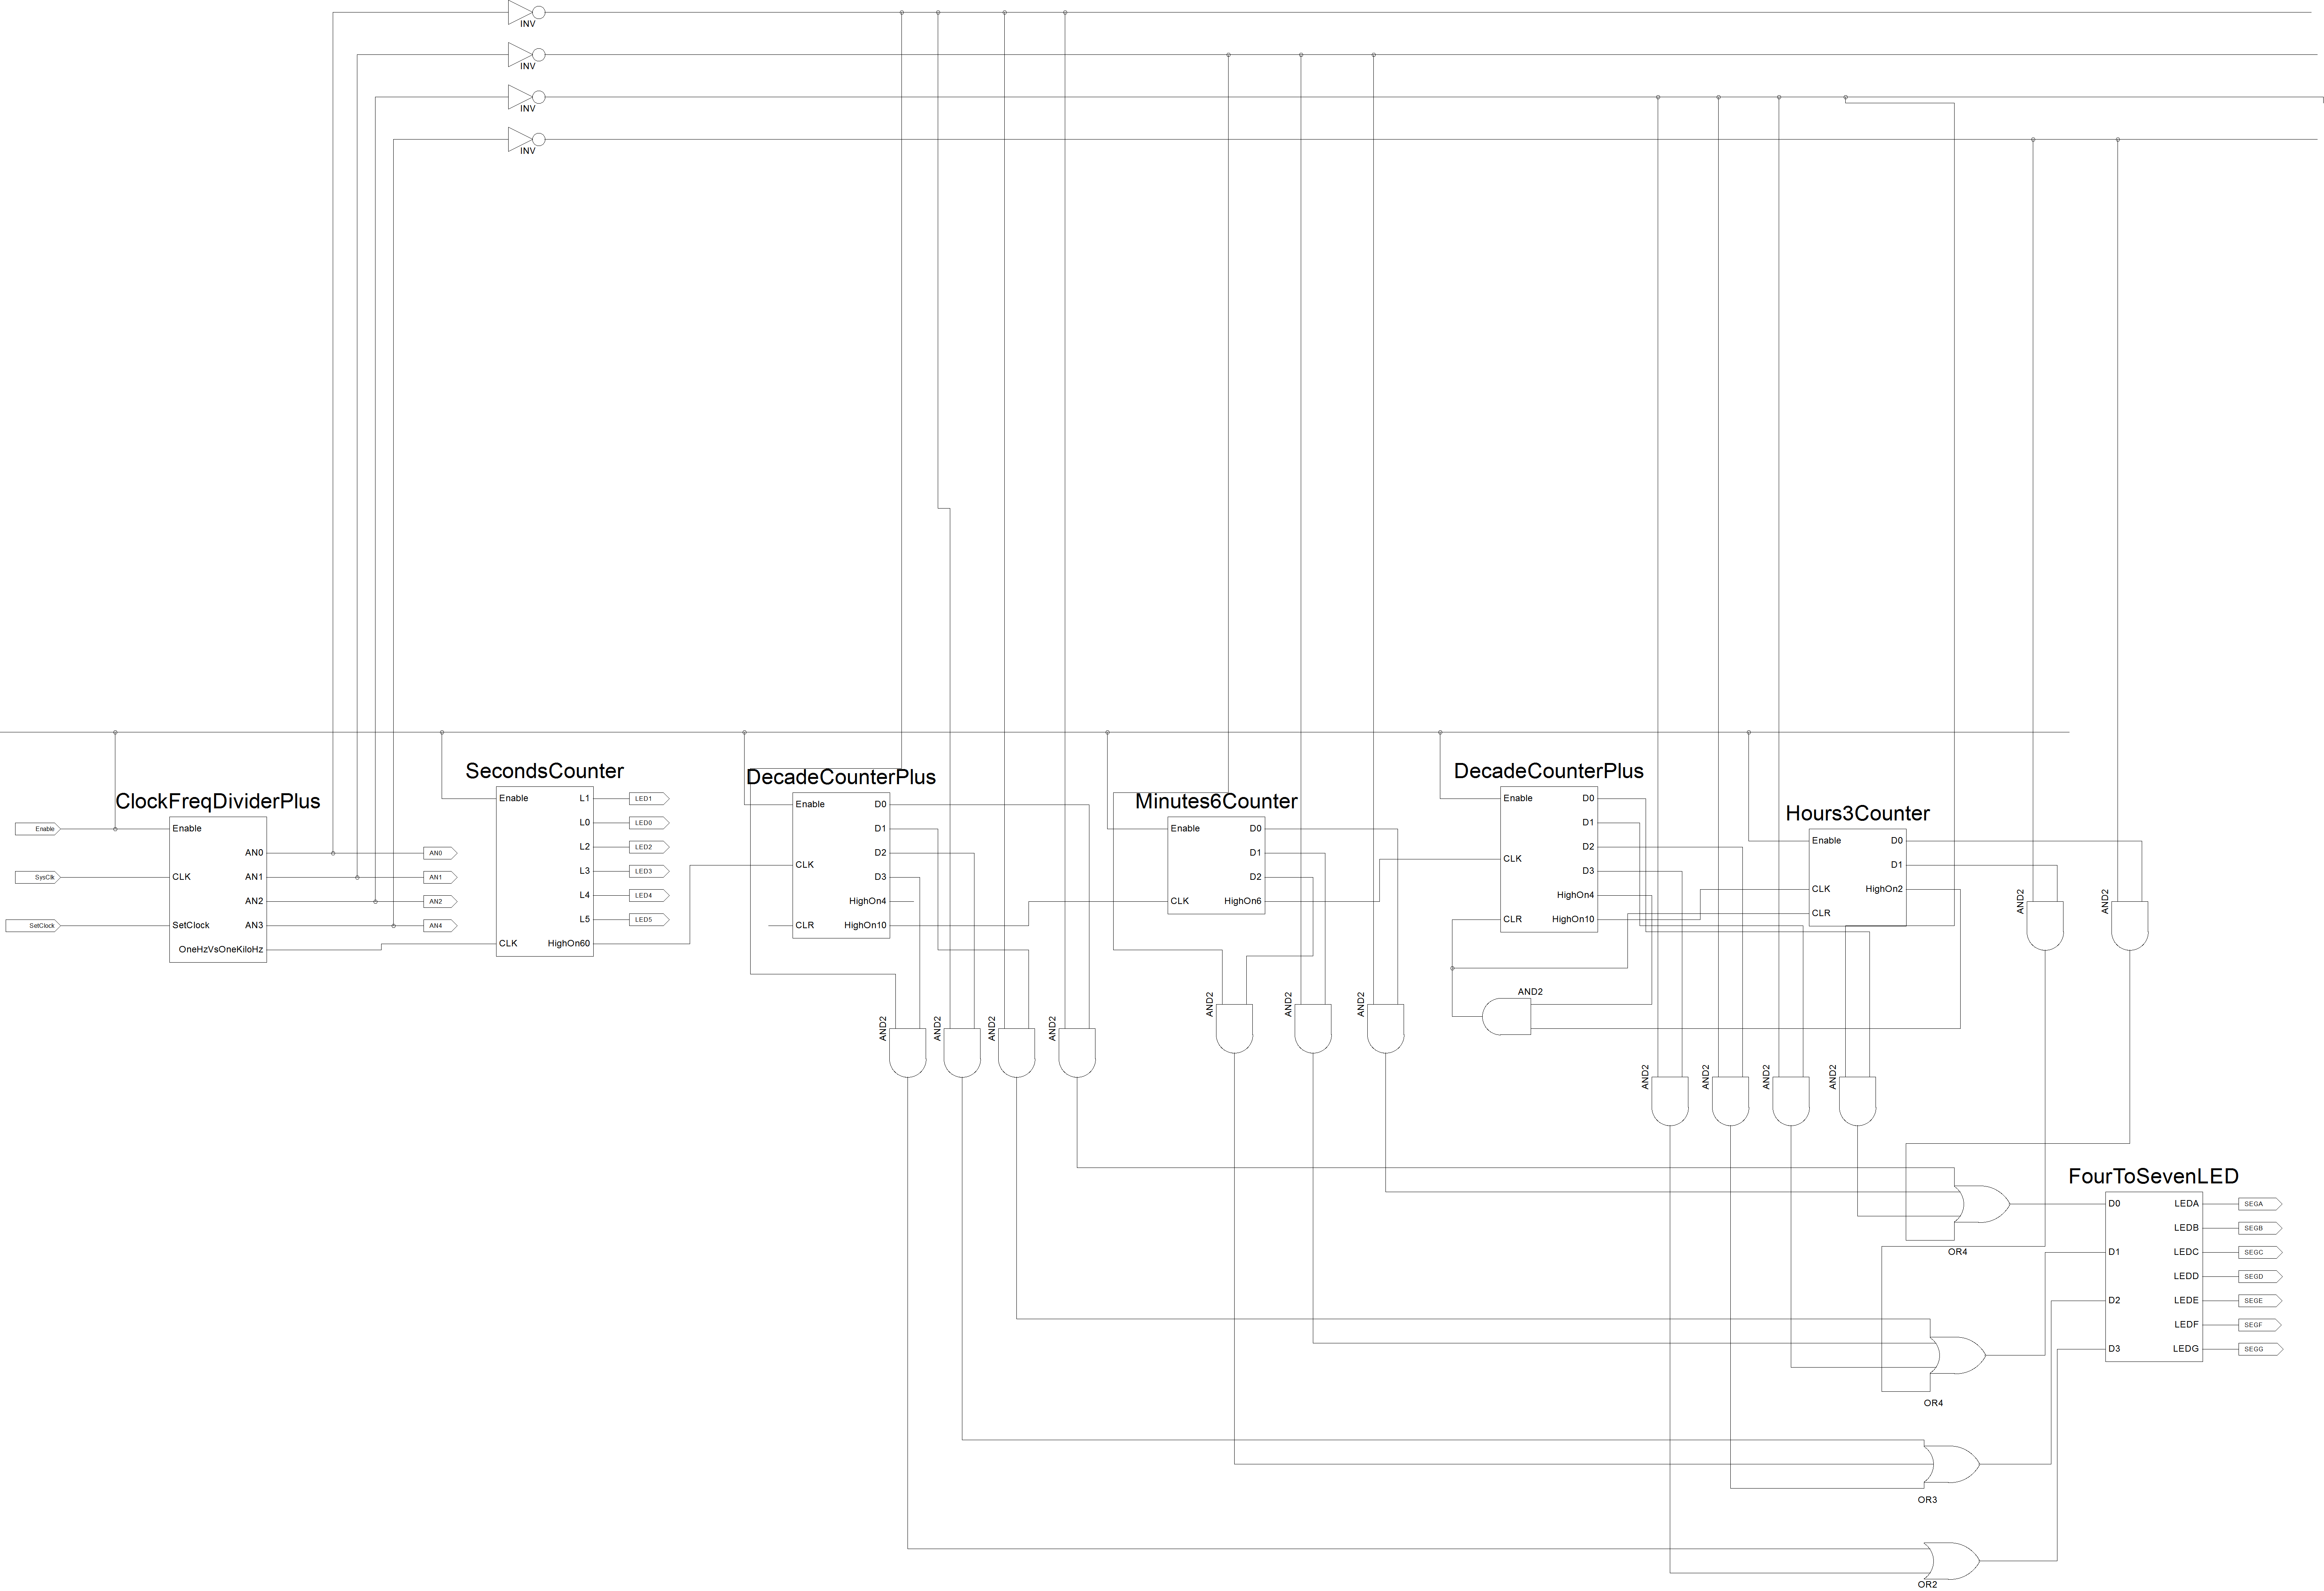 INV
INV
INV
INV
ClockFreqDividerPlus
Enable
SysClk
SetClock
Enable
CLK
SetClock
AN0
AN1
AN2
AN3
OneHzVsOneKiloHz
AN0
AN1
AN2
AN4
SecondsCounter
Enable
CLK
L1
L0
L2
L3
L4
L5
HighOn60
LED1
LED0
LED2
LED3
LED4
LED5
DecadeCounterPlus
Enable
CLK
CLR
D0
D1
D2
D3
HighOn4
HighOn10
Minutes6Counter
Enable
CLK
D0
D1
D2
HighOn6
DecadeCounterPlus
Enable
CLK
CLR
D0
D1
D2
D3
HighOn4
HighOn10
Hours3Counter
Enable
CLK
CLR
D0
D1
HighOn2
AND2
AND2
AND2
AND2
AND2
AND2
AND2
AND2
AND2
AND2
AND2
AND2
AND2
AND2
OR4
OR4
OR3
OR2
FourToSevenLED
D0
D1
D2
D3
LEDA
LEDB
LEDC
LEDD
LEDE
LEDF
LEDG
SEGA
SEGB
SEGC
SEGD
SEGE
SEGF
SEGG